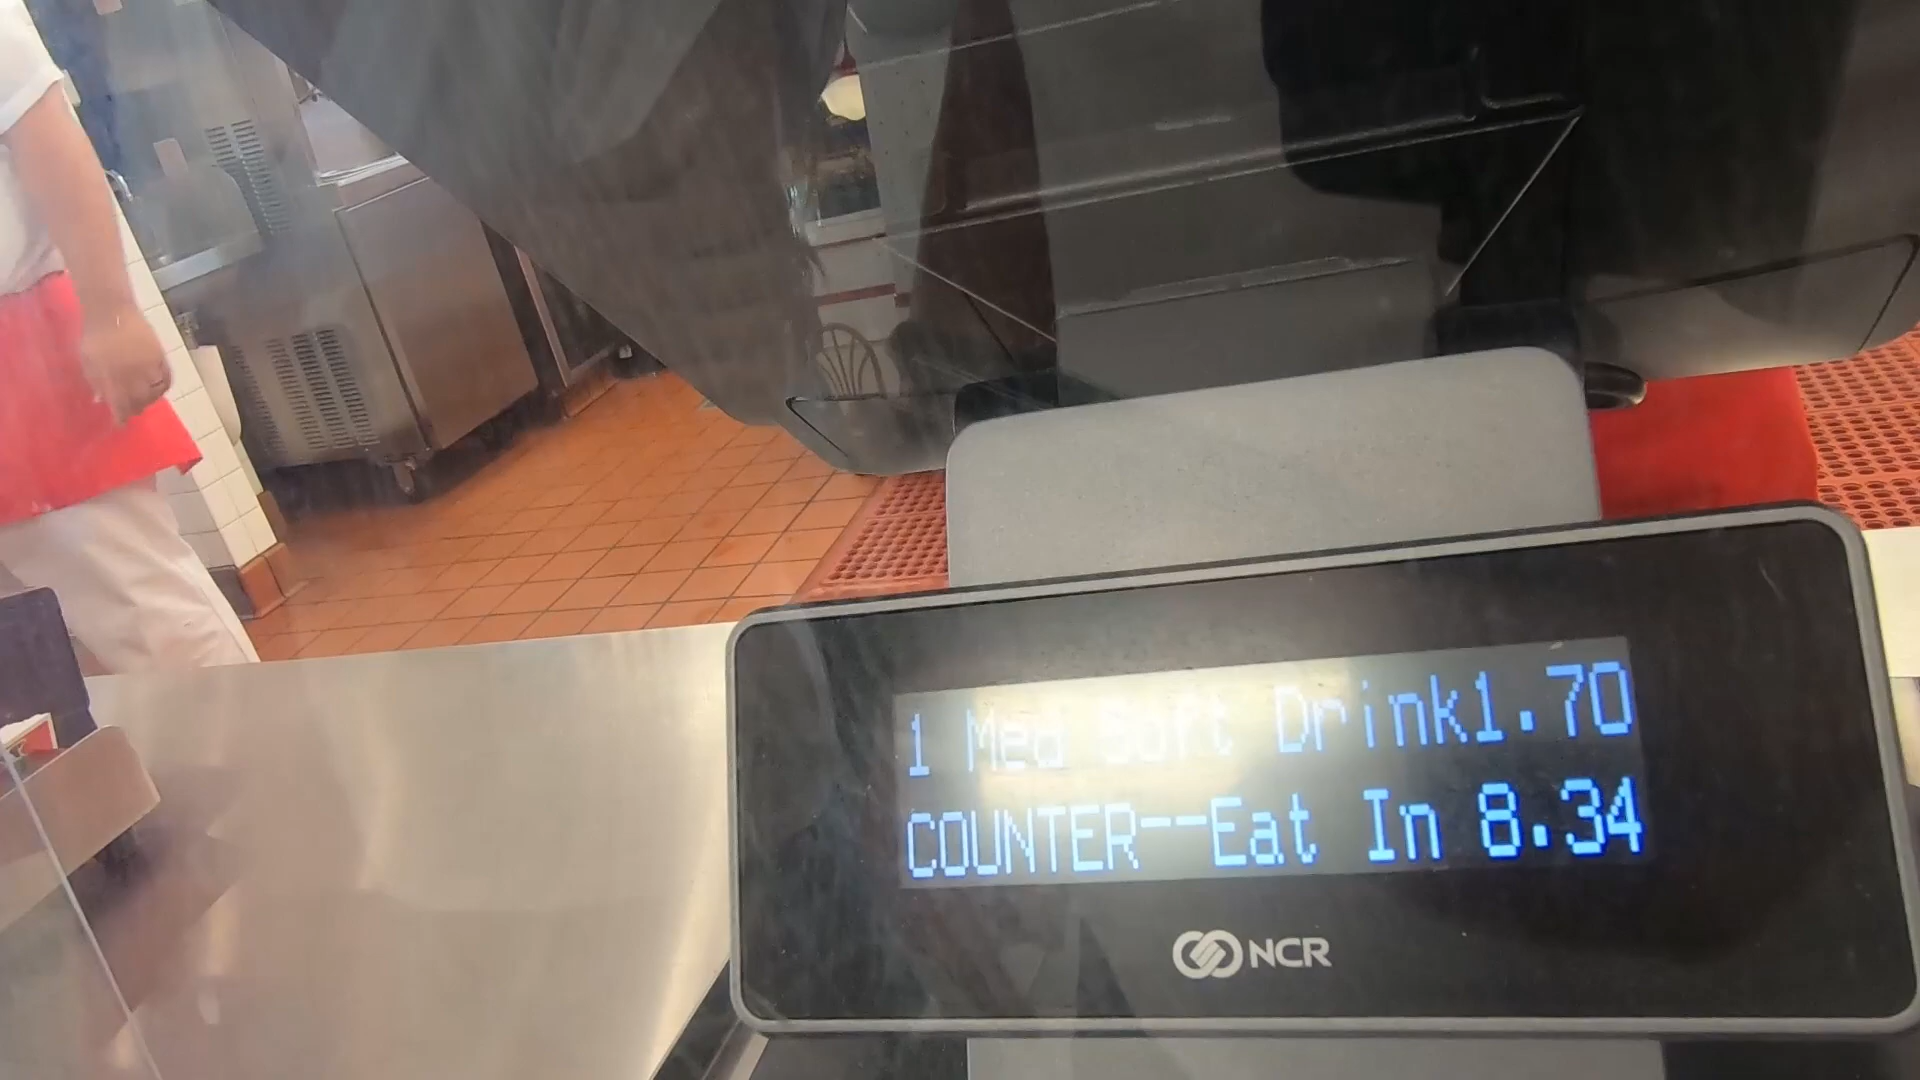 1 Med Soft Drink1.70
COUNTER--Eat In 8.34
NCR